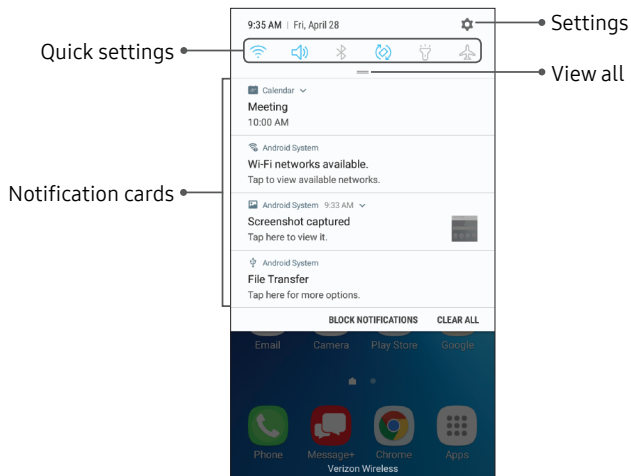 9:35 AM | Fri, April 28
Settings
Quick settings
View all
Calendar
Meeting
10:00 AM
Android System
Wi-Fi networks available.
Tap to view available networks.
Notification cards
Android System 9:33 AM
Screenshot captured
Tap here to view it.
Android System
File Transfer
Tap here for more options.
BLOCK NOTIFICATIONS CLEAR ALL
Email Camera Play Store Google
Phone Message+ Chrome Apps
Verizon Wireless